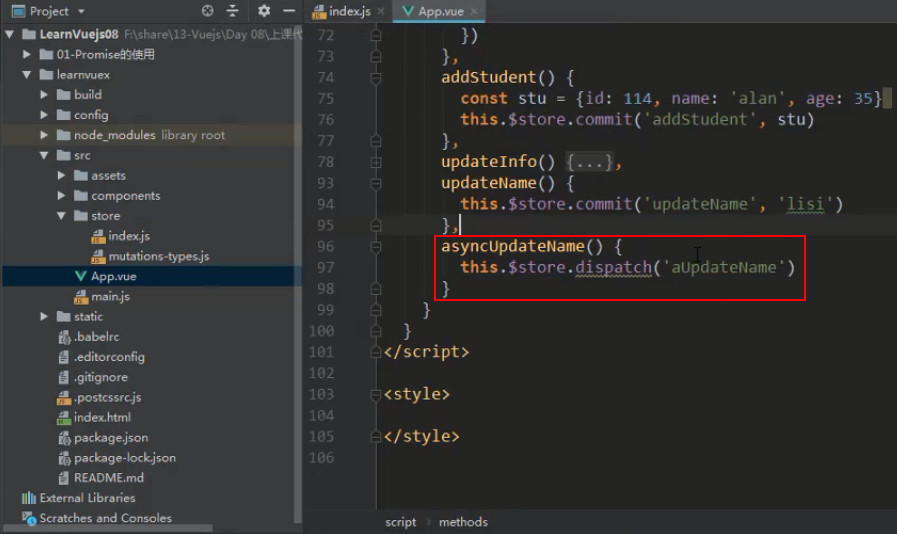 Project
index.js
App.vue
LearnVuejs08 F:\share\13-Vuejs\Day 08\上课代
01-Promise的使用
learnvuex
build
config
node_modules library root
src
assets
components
store
index.js
mutations-types.js
App.vue
main.js
static
.babelrc
.editorconfig
.gitignore
.postcssrc.js
index.html
package.json
package-lock.json
README.md
External Libraries
Scratches and Consoles
72 })
73 },
74 addStudent() {
75 const stu = {id: 114, name: 'alan', age: 35}
76 this.$store.commit('addStudent', stu)
77 },
78 updateInfo() {...},
93 updateName() {
94 this.$store.commit('updateName', 'lisi')
95 },
96 asyncUpdateName() {
97 this.$store.dispatch('aUpdateName')
98 }
99 }
100 }
101 </script>
102
103 <style>
104
105 </style>
106
script › methods